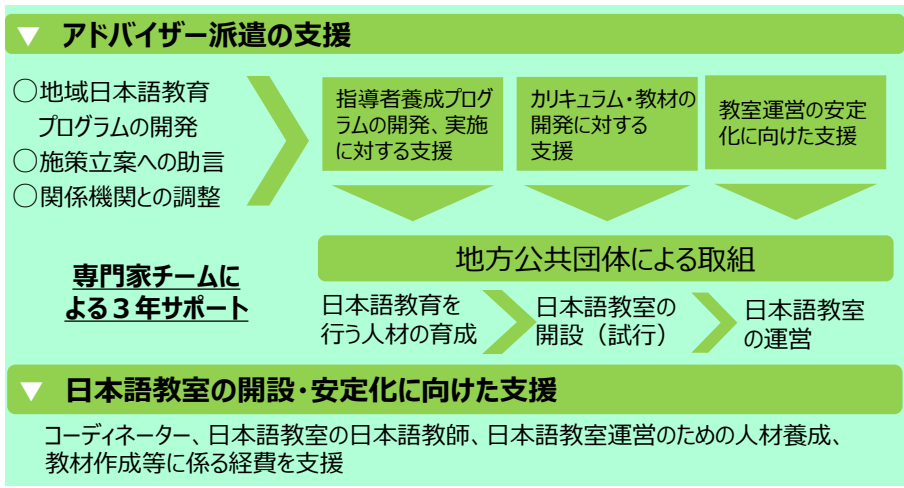 ▼ アドバイザー派遣の支援
○地域日本語教育
プログラムの開発
○施策立案への助言
○関係機関との調整
指導者養成プログ
ラムの開発、実施
に対する支援
カリキュラム・教材の
開発に対する
支援
教室運営の安定
化に向けた支援
専門家チームに
よる3年サポート
地方公共団体による取組
日本語教育を
行う人材の育成
日本語教室の
開設（試行）
日本語教室
の運営
▼ 日本語教室の開設・安定化に向けた支援
コーディネーター、日本語教室の日本語教師、日本語教室運営のための人材養成、
教材作成等に係る経費を支援